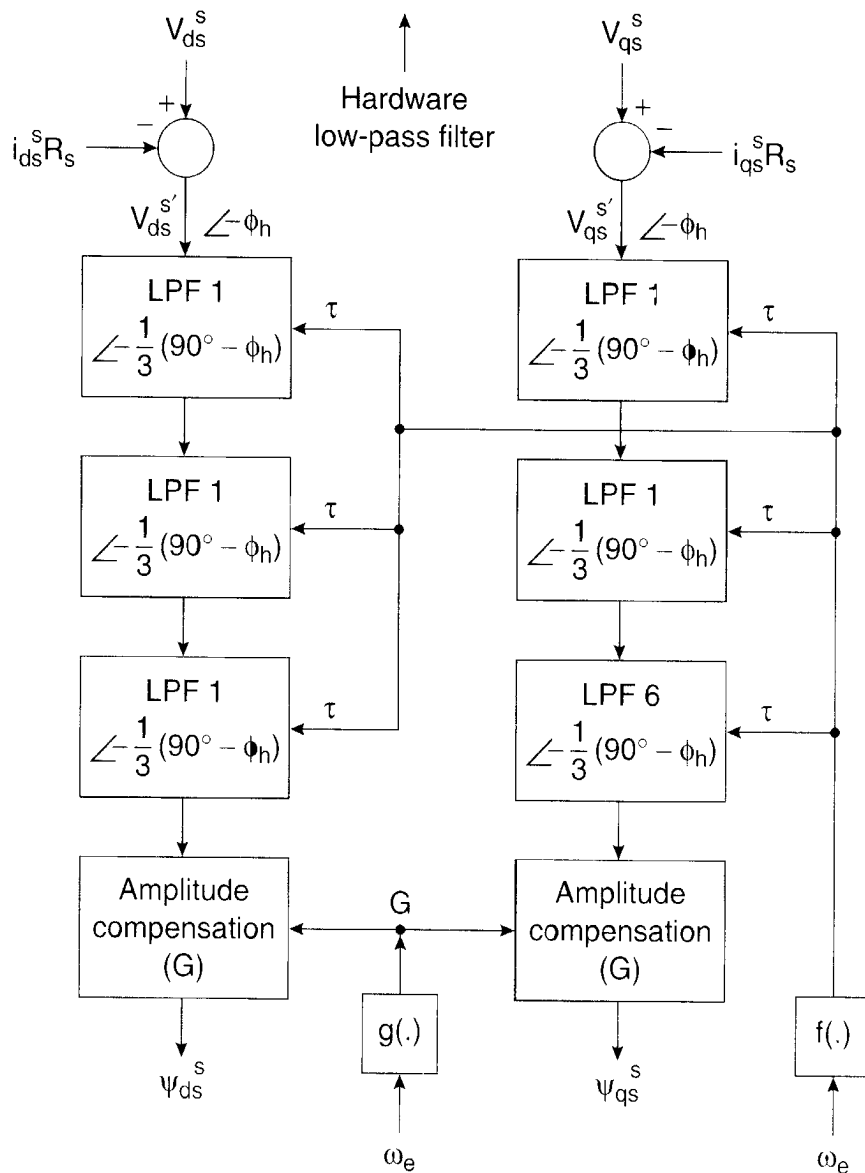 V_ds^s
V_qs^s
Hardware
low-pass filter
+
−
i_ds^s R_s
+
−
i_qs^s R_s
V_ds^s′ ∠−ϕ_h
V_qs^s′ ∠−ϕ_h
LPF 1
∠−1/3 (90° − ϕ_h)
τ
LPF 1
∠−1/3 (90° − ϕ_h)
τ
LPF 1
∠−1/3 (90° − ϕ_h)
τ
LPF 1
∠−1/3 (90° − ϕ_h)
τ
LPF 1
∠−1/3 (90° − ϕ_h)
τ
LPF 6
∠−1/3 (90° − ϕ_h)
τ
Amplitude
compensation
(G)
G
Amplitude
compensation
(G)
g(.)
f(.)
ψ_ds^s
ψ_qs^s
ω_e
ω_e